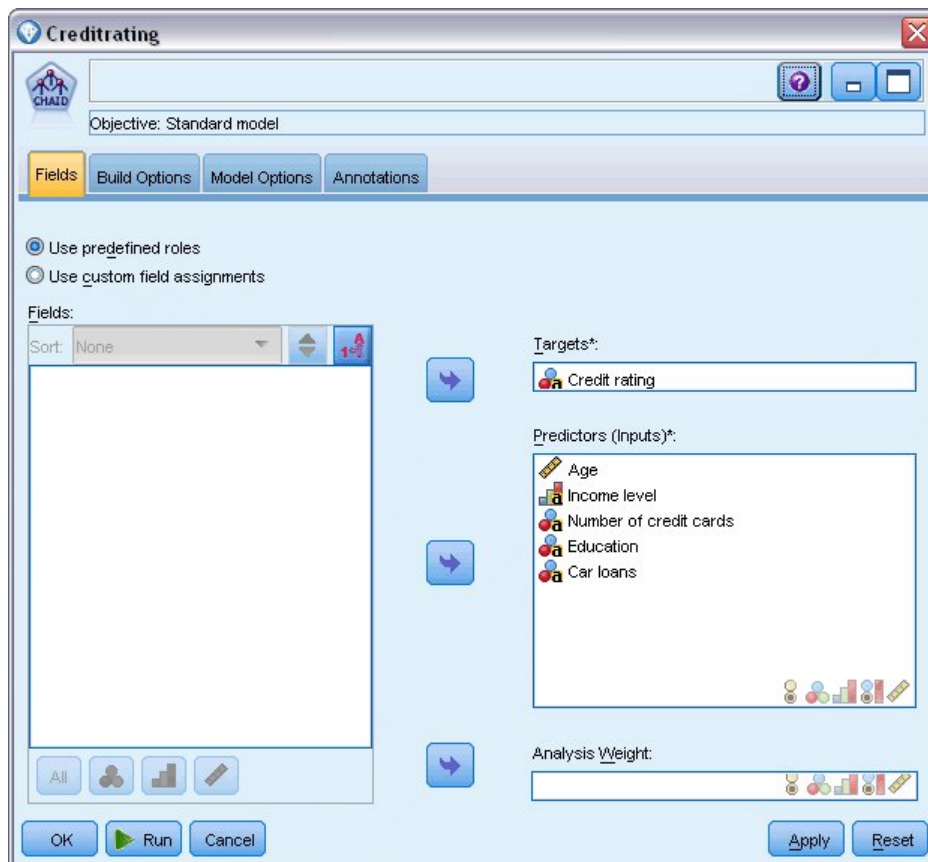 Creditrating
CHAID
Objective: Standard model
Fields
Build Options
Model Options
Annotations
Use predefined roles
Use custom field assignments
Fields:
Sort: None
Targets*:
Credit rating
Predictors (Inputs)*:
Age
Income level
Number of credit cards
Education
Car loans
All
Analysis Weight:
OK
Run
Cancel
Apply
Reset